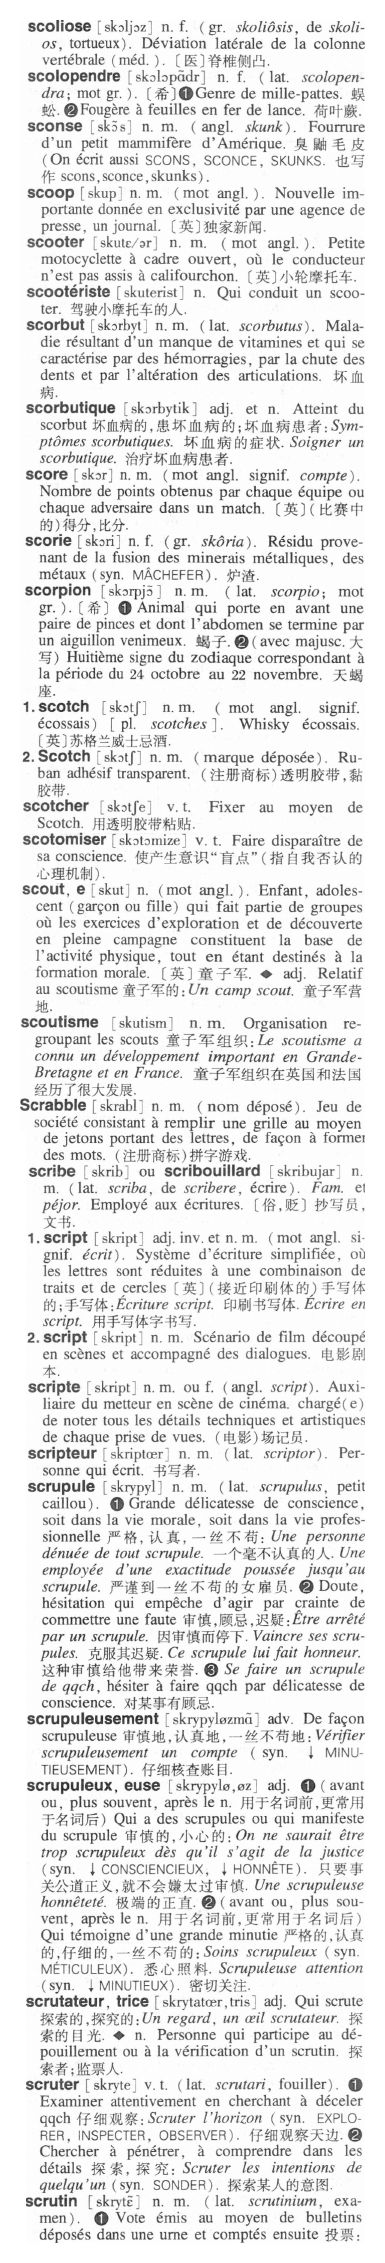 scoliose [skɔljɔz] n. f. (gr. skoliôsis, de skoli-
os, tortueux). Déviation latérale de la colonne
vertébrale (méd.). 〔医〕脊椎侧凸.
scolopendre [skɔlɔpɑ̃dr] n. f. (lat. scolopen-
dra; mot gr.). 〔希〕❶Genre de mille-pattes. 蜈
蚣. ❷Fougère à feuilles en fer de lance. 荷叶蕨.
sconse [skɔ̃s] n. m. (angl. skunk). Fourrure
d'un petit mammifère d'Amérique. 臭鼬毛皮
(On écrit aussi SCONS, SCONCE, SKUNKS. 也写
作 scons,sconce,skunks).
scoop [skup] n. m. (mot angl.). Nouvelle im-
portante donnée en exclusivité par une agence de
presse, un journal. 〔英〕独家新闻.
scooter [skutɛ/ər] n. m. (mot angl.). Petite
motocyclette à cadre ouvert, où le conducteur
n'est pas assis à califourchon. 〔英〕小轮摩托车.
scootériste [skuterist] n. Qui conduit un scoo-
ter. 驾驶小摩托车的人.
scorbut [skɔrbyt] n. m. (lat. scorbutus). Mala-
die résultant d'un manque de vitamines et qui se
caractérise par des hémorragies, par la chute des
dents et par l'altération des articulations. 坏血
病.
scorbutique [skɔrbytik] adj. et n. Atteint du
scorbut 坏血病的,患坏血病的;坏血病患者:Sym-
ptômes scorbutiques. 坏血病的症状. Soigner un
scorbutique. 治疗坏血病患者.
score [skɔr] n. m. (mot angl. signif. compte).
Nombre de points obtenus par chaque équipe ou
chaque adversaire dans un match. 〔英〕(比赛中
的)得分,比分.
scorie [skɔri] n. f. (gr. skôria). Résidu prove-
nant de la fusion des minerais métalliques, des
métaux (syn. MÂCHEFER). 炉渣.
scorpion [skɔrpjɔ̃] n. m. (lat. scorpio; mot
gr.). 〔希〕 ❶ Animal qui porte en avant une
paire de pinces et dont l'abdomen se termine par
un aiguillon venimeux. 蝎子. ❷(avec majusc. 大
写) Huitième signe du zodiaque correspondant à
la période du 24 octobre au 22 novembre. 天蝎
座.
1. scotch [skɔtʃ] n. m. (mot angl. signif.
écossais) [pl. scotches]. Whisky écossais.
〔英〕苏格兰威士忌酒.
2. Scotch [skɔtʃ] n. m. (marque déposée). Ru-
ban adhésif transparent. (注册商标)透明胶带,黏
胶带.
scotcher [skɔtʃe] v. t. Fixer au moyen de
Scotch. 用透明胶带粘贴.
scotomiser [skɔtɔmize] v. t. Faire disparaître de
sa conscience. 使产生意识“盲点”(指自我否认的
心理机制).
scout, e [skut] n. (mot angl.). Enfant, adoles-
cent (garçon ou fille) qui fait partie de groupes
où les exercices d'exploration et de découverte
en pleine campagne constituent la base de
l'activité physique, tout en étant destinés à la
formation morale. 〔英〕童子军. ◆ adj. Relatif
au scoutisme 童子军的:Un camp scout. 童子军营
地.
scoutisme [skutism] n. m. Organisation re-
groupant les scouts 童子军组织:Le scoutisme a
connu un développement important en Grande-
Bretagne et en France. 童子军组织在英国和法国
经历了很大发展.
Scrabble [skrabl] n. m. (nom déposé). Jeu de
société consistant à remplir une grille au moyen
de jetons portant des lettres, de façon à former
des mots. (注册商标)拼字游戏.
scribe [skrib] ou scribouillard [skribujar] n.
m. (lat. scriba, de scribere, écrire). Fam. et
péjor. Employé aux écritures. 〔俗,贬〕抄写员,
文书.
1. script [skript] adj. inv. et n. m. (mot angl. si-
gnif. écrit). Système d'écriture simplifiée, où
les lettres sont réduites à une combinaison de
traits et de cercles 〔英〕(接近印刷体的)手写体
的;手写体:Écriture script. 印刷书写体. Écrire en
script. 用手写体字书写.
2. script [skript] n. m. Scénario de film découpé
en scènes et accompagné des dialogues. 电影剧
本.
scripte [skript] n. m. ou f. (angl. script). Auxi-
liaire du metteur en scène de cinéma. chargé(e)
de noter tous les détails techniques et artistiques
de chaque prise de vues. (电影)场记员.
scripteur [skriptœr] n. m. (lat. scriptor). Per-
sonne qui écrit. 书写者.
scrupule [skrypyl] n. m. (lat. scrupulus, petit
caillou). ❶ Grande délicatesse de conscience,
soit dans la vie morale, soit dans la vie profes-
sionnelle 严格,认真,一丝不苟:Une personne
dénuée de tout scrupule. 一个毫不认真的人. Une
employée d'une exactitude poussée jusqu'au
scrupule. 严谨到一丝不苟的女雇员. ❷ Doute,
hésitation qui empêche d'agir par crainte de
commettre une faute 审慎,顾忌,迟疑:Être arrêté
par un scrupule. 因审慎而停下. Vaincre ses scru-
pules. 克服其迟疑. Ce scrupule lui fait honneur.
这种审慎给他带来荣誉. ❸ Se faire un scrupule
de qqch, hésiter à faire qqch par délicatesse de
conscience. 对某事有顾忌.
scrupuleusement [skrypyløzmɑ̃] adv. De façon
scrupuleuse 审慎地,认真地,一丝不苟地:Vérifier
scrupuleusement un compte (syn. ↓ MINU-
TIEUSEMENT). 仔细核查账目.
scrupuleux, euse [skrypylø,øz] adj. ❶ (avant
ou, plus souvent, après le n. 用于名词前,更常用
于名词后) Qui a des scrupules ou qui manifeste
du scrupule 审慎的,小心的:On ne saurait être
trop scrupuleux dès qu'il s'agit de la justice
(syn. ↓ CONSCIENCIEUX, ↓ HONNÊTE). 只要事
关公道正义,就不会嫌太过审慎. Une scrupuleuse
honnêteté. 极端的正直. ❷ (avant ou, plus sou-
vent, après le n. 用于名词前,更常用于名词后)
Qui témoigne d'une grande minutie 严格的,认真
的,仔细的,一丝不苟的:Soins scrupuleux (syn.
MÉTICULEUX). 悉心照料. Scrupuleuse attention
(syn. ↓ MINUTIEUX). 密切关注.
scrutateur, trice [skrytatœr,tris] adj. Qui scrute
探索的,探究的:Un regard, un œil scrutateur. 探
索的目光. ◆ n. Personne qui participe au dé-
pouillement ou à la vérification d'un scrutin. 探
索者;监票人.
scruter [skryte] v. t. (lat. scrutari, fouiller). ❶
Examiner attentivement en cherchant à déceler
qqch 仔细观察:Scruter l'horizon (syn. EXPLO-
RER, INSPECTER, OBSERVER). 仔细观察天边. ❷
Chercher à pénétrer, à comprendre dans les
détails 探索,探究:Scruter les intentions de
quelqu'un (syn. SONDER). 探索某人的意图.
scrutin [skrytɛ̃] n. m. (lat. scrutinium, exa-
men). ❶ Vote émis au moyen de bulletins
déposés dans une urne et comptés ensuite 投票: